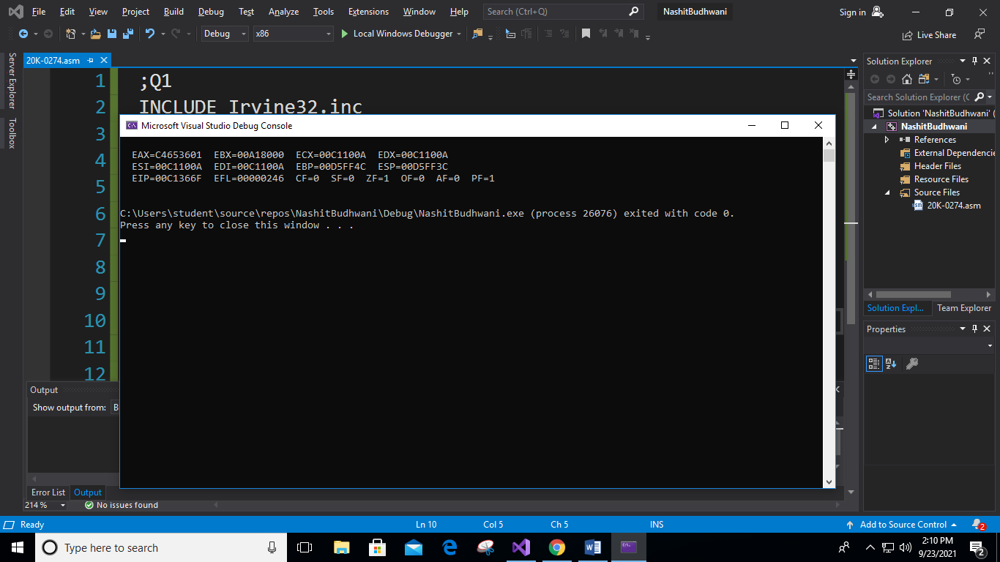 File Edit View Project Build Debug Test Analyze Tools Extensions Window Help Search (Ctrl+Q) NashitBudhwani Sign in
Debug x86 Local Windows Debugger Live Share
Server Explorer
Toolbox
20K-0274.asm
1 ;Q1
2 INCLUDE Irvine32.inc
3
4
5
6
7
8
9
10
11
12
Microsoft Visual Studio Debug Console
EAX=C4653601 EBX=00A18000 ECX=00C1100A EDX=00C1100A
ESI=00C1100A EDI=00C1100A EBP=00D5FF4C ESP=00D5FF3C
EIP=00C1366F EFL=00000246 CF=0 SF=0 ZF=1 OF=0 AF=0 PF=1
C:\Users\student\source\repos\NashitBudhwani\Debug\NashitBudhwani.exe (process 26076) exited with code 0.
Press any key to close this window . . .
Solution Explorer
Search Solution Explorer (C
Solution 'NashitBudhwani' (
NashitBudhwani
References
External Dependencie
Header Files
Resource Files
Source Files
20K-0274.asm
Solution Expl... Team Explorer
Properties
Output
Show output from: B
Error List Output
214 % No issues found
Ready Ln 10 Col 5 Ch 5 INS Add to Source Control 2
Type here to search
2:10 PM
9/23/2021
2